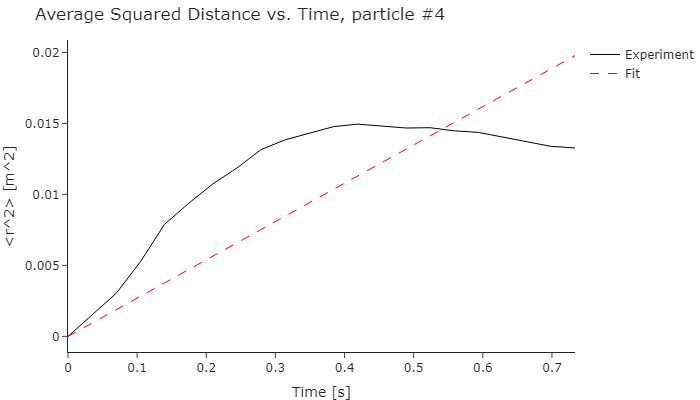 Average Squared Distance vs. Time, particle #4
0.02
0.015
0.01
0.005
0
0 0.1 0.2 0.3 0.4 0.5 0.6 0.7
Time [s]
<r^2> [m^2]
Experiment
Fit